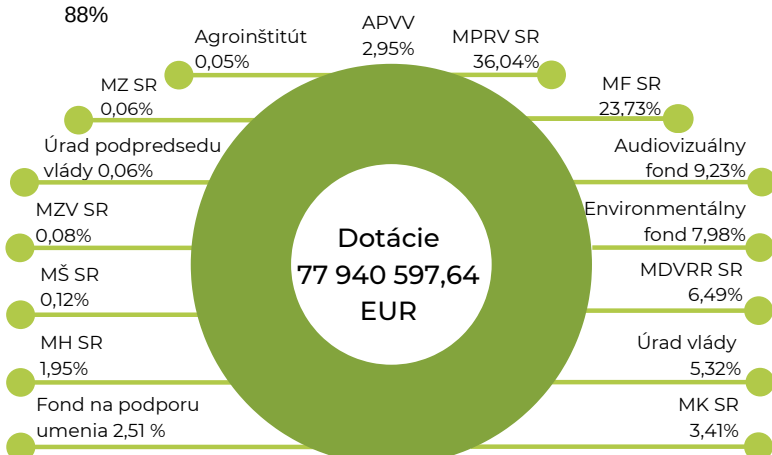 88%
APVV
2,95%
MPRV SR
36,04%
MF SR
23,73%
Audiovizuálny
fond 9,23%
Environmentálny
fond 7,98%
MDVRR SR
6,49%
Úrad vlády
5,32%
MK SR
3,41%
Agroinštitút
0,05%
MZ SR
0,06%
Úrad podpredsedu
vlády 0,06%
MZV SR
0,08%
MŠ SR
0,12%
MH SR
1,95%
Fond na podporu
umenia 2,51 %
Dotácie
77 940 597,64
EUR